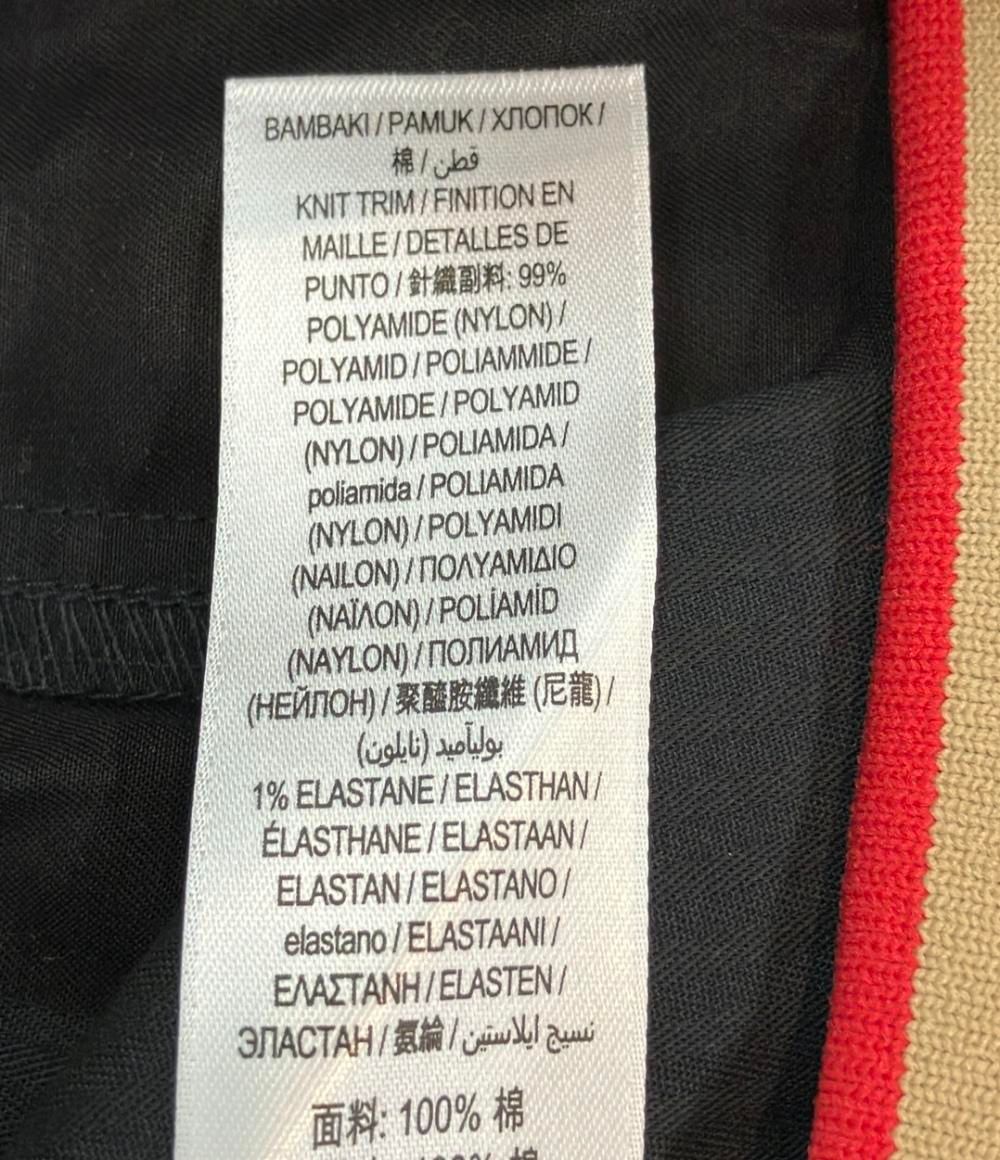 BAMBAKI / PAMUK / ХЛОПОК /
棉 / قطن
KNIT TRIM / FINITION EN
MAILLE / DETALLES DE
PUNTO / 針織副料: 99%
POLYAMIDE (NYLON) /
POLYAMID / POLIAMMIDE /
POLYAMIDE / POLYAMID
(NYLON) / POLIAMIDA /
poliamida / POLIAMIDA
(NYLON) / POLYAMIDI
(NAILON) / ΠΟΛΥΑΜΙΔΙΟ
(ΝΑΪΛΟΝ) / POLİAMİD
(NAYLON) / ПОЛИАМИД
(НЕЙЛОН) / 聚醯胺纖維 (尼龍) /
بوليآميد (نايلون)
1% ELASTANE / ELASTHAN /
ÉLASTHANE / ELASTAAN /
ELASTAN / ELASTANO /
elastano / ELASTAANI /
ΕΛΑΣΤΑΝΗ / ELASTEN /
ЭЛАСТАН / 氨綸 / نسيج ايلاستين
面料: 100% 棉